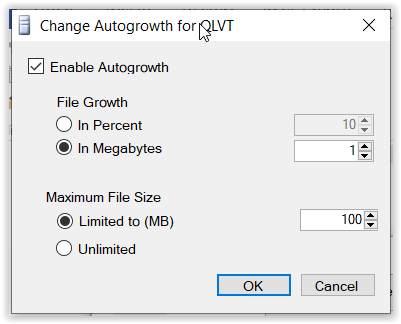 Change Autogrowth for QLVT
Enable Autogrowth
File Growth
In Percent
10
In Megabytes
1
Maximum File Size
Limited to (MB)
100
Unlimited
OK
Cancel